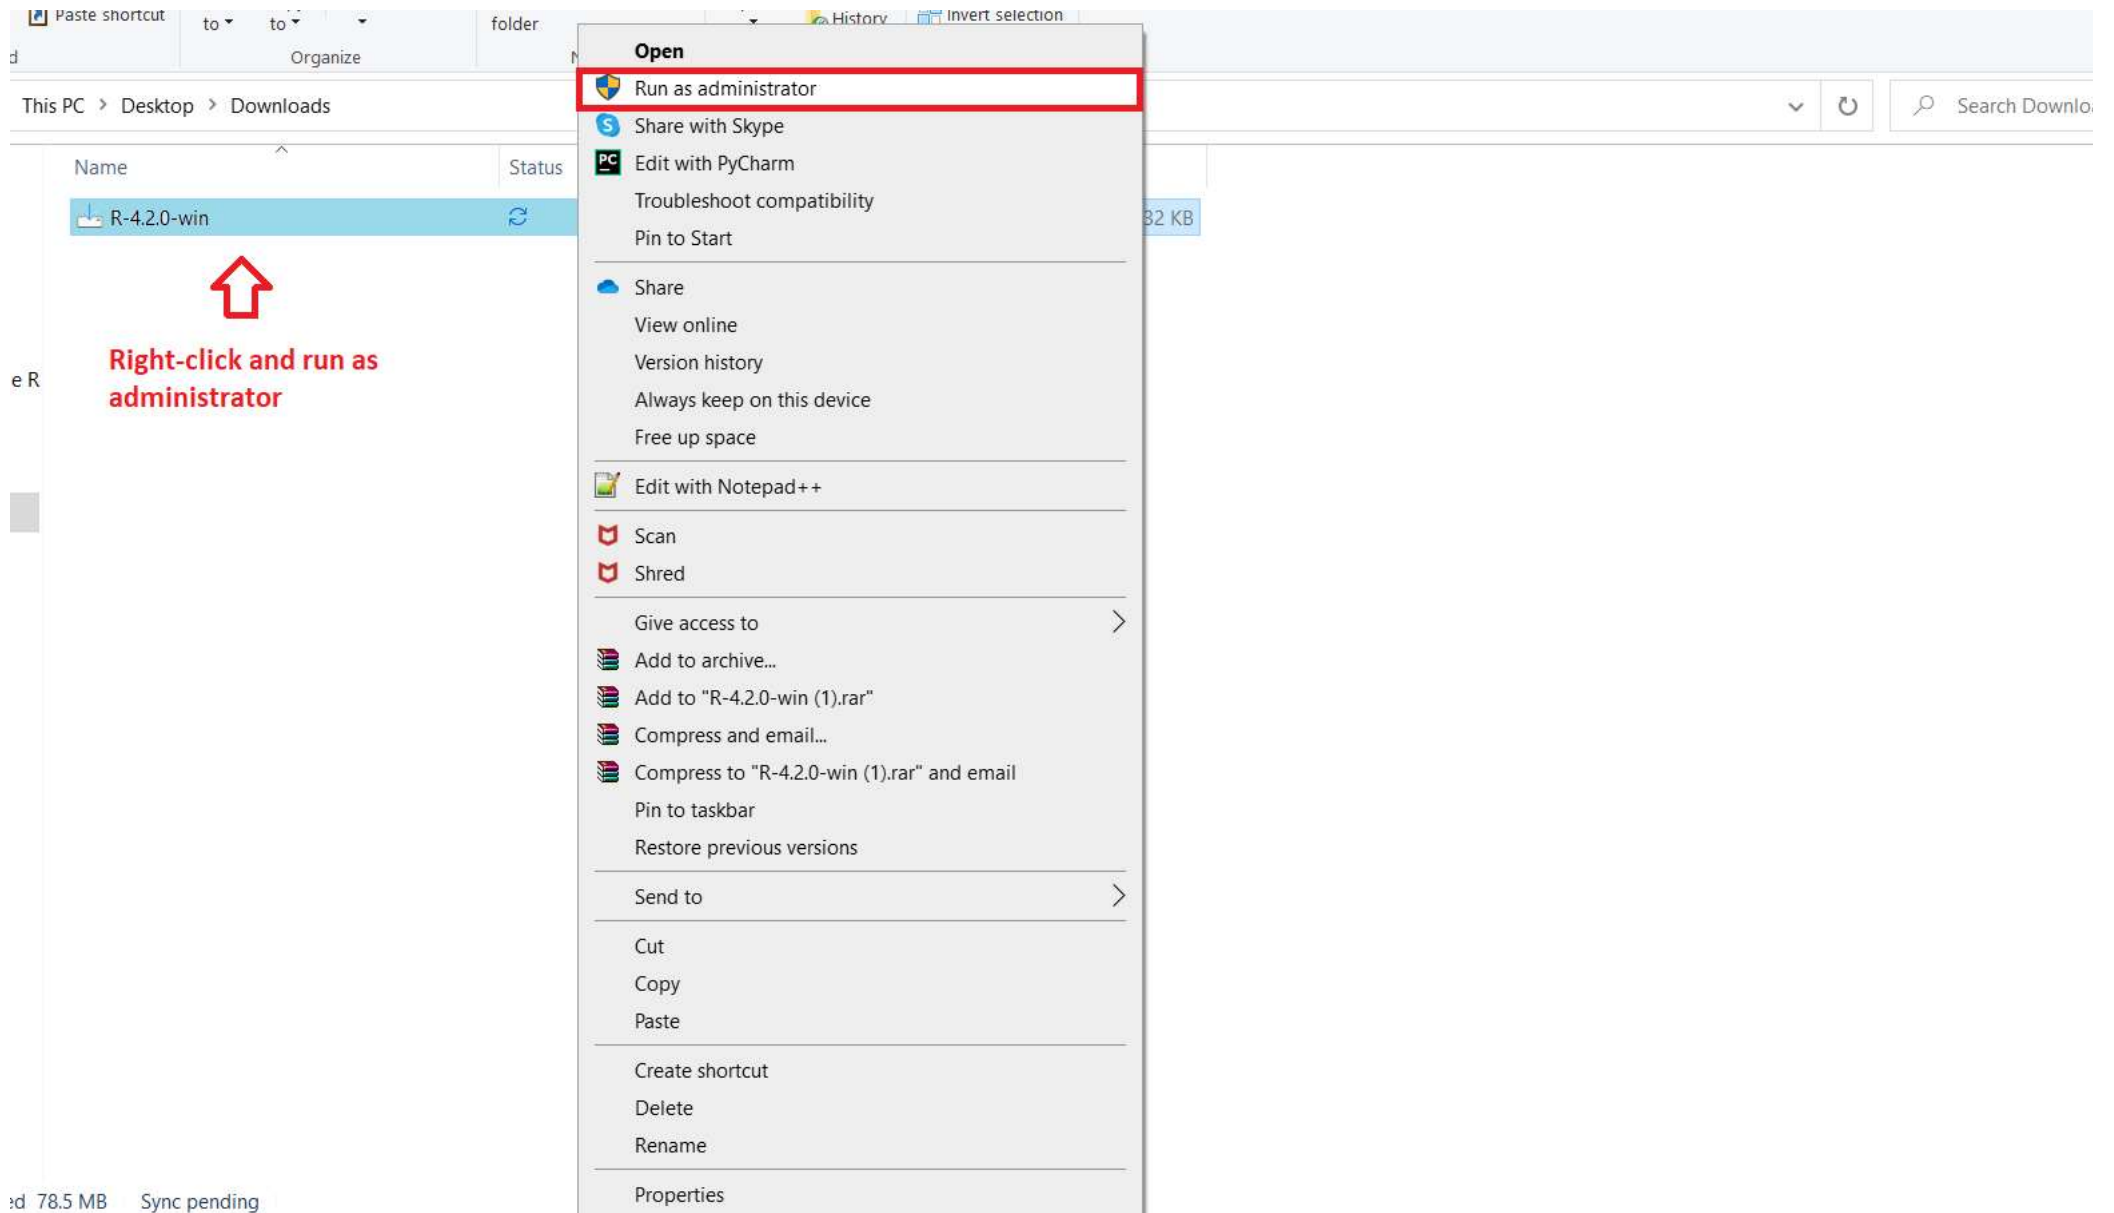 Paste shortcut
to
to
folder
History
Invert selection
Organize
This PC > Desktop > Downloads
Search Downlo
Name
Status
R-4.2.0-win
32 KB
Right-click and run as
administrator
e R
Open
Run as administrator
Share with Skype
PC Edit with PyCharm
Troubleshoot compatibility
Pin to Start
Share
View online
Version history
Always keep on this device
Free up space
Edit with Notepad++
Scan
Shred
Give access to
Add to archive...
Add to "R-4.2.0-win (1).rar"
Compress and email...
Compress to "R-4.2.0-win (1).rar" and email
Pin to taskbar
Restore previous versions
Send to
Cut
Copy
Paste
Create shortcut
Delete
Rename
Properties
ed 78.5 MB Sync pending